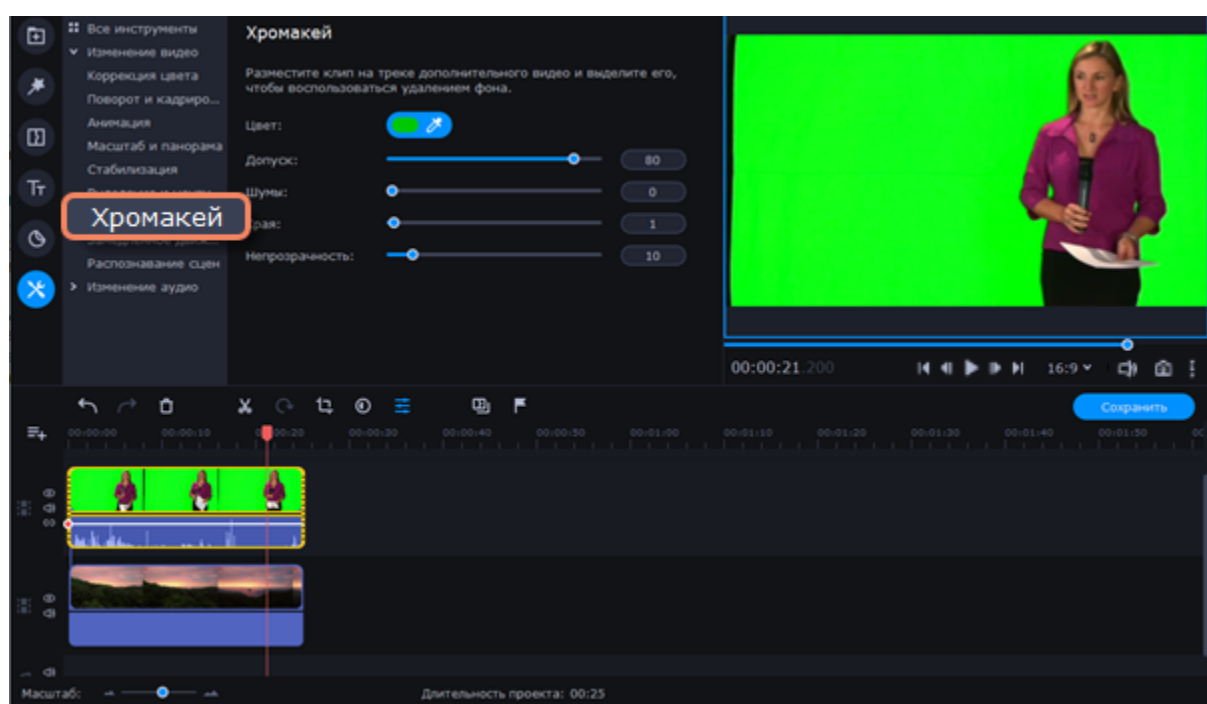 Все инструменты
Изменение видео
Коррекция цвета
Поворот и кадриро...
Анимация
Масштаб и панорама
Стабилизация
Хромакей
Распознавание сцен
Изменение аудио
Хромакей
Разместите клип на треке дополнительного видео и выделите его,
чтобы воспользоваться удалением фона.
Цвет:
Допуск: 80
Шумы: 0
Края: 1
Непрозрачность: 10
00:00:21.200
16:9
Сохранить
00:00:00 00:00:10 00:00:20 00:00:30 00:00:40 00:00:50 00:01:00 00:01:10 00:01:20 00:01:30 00:01:40 00:01:50
Масштаб:
Длительность проекта: 00:25